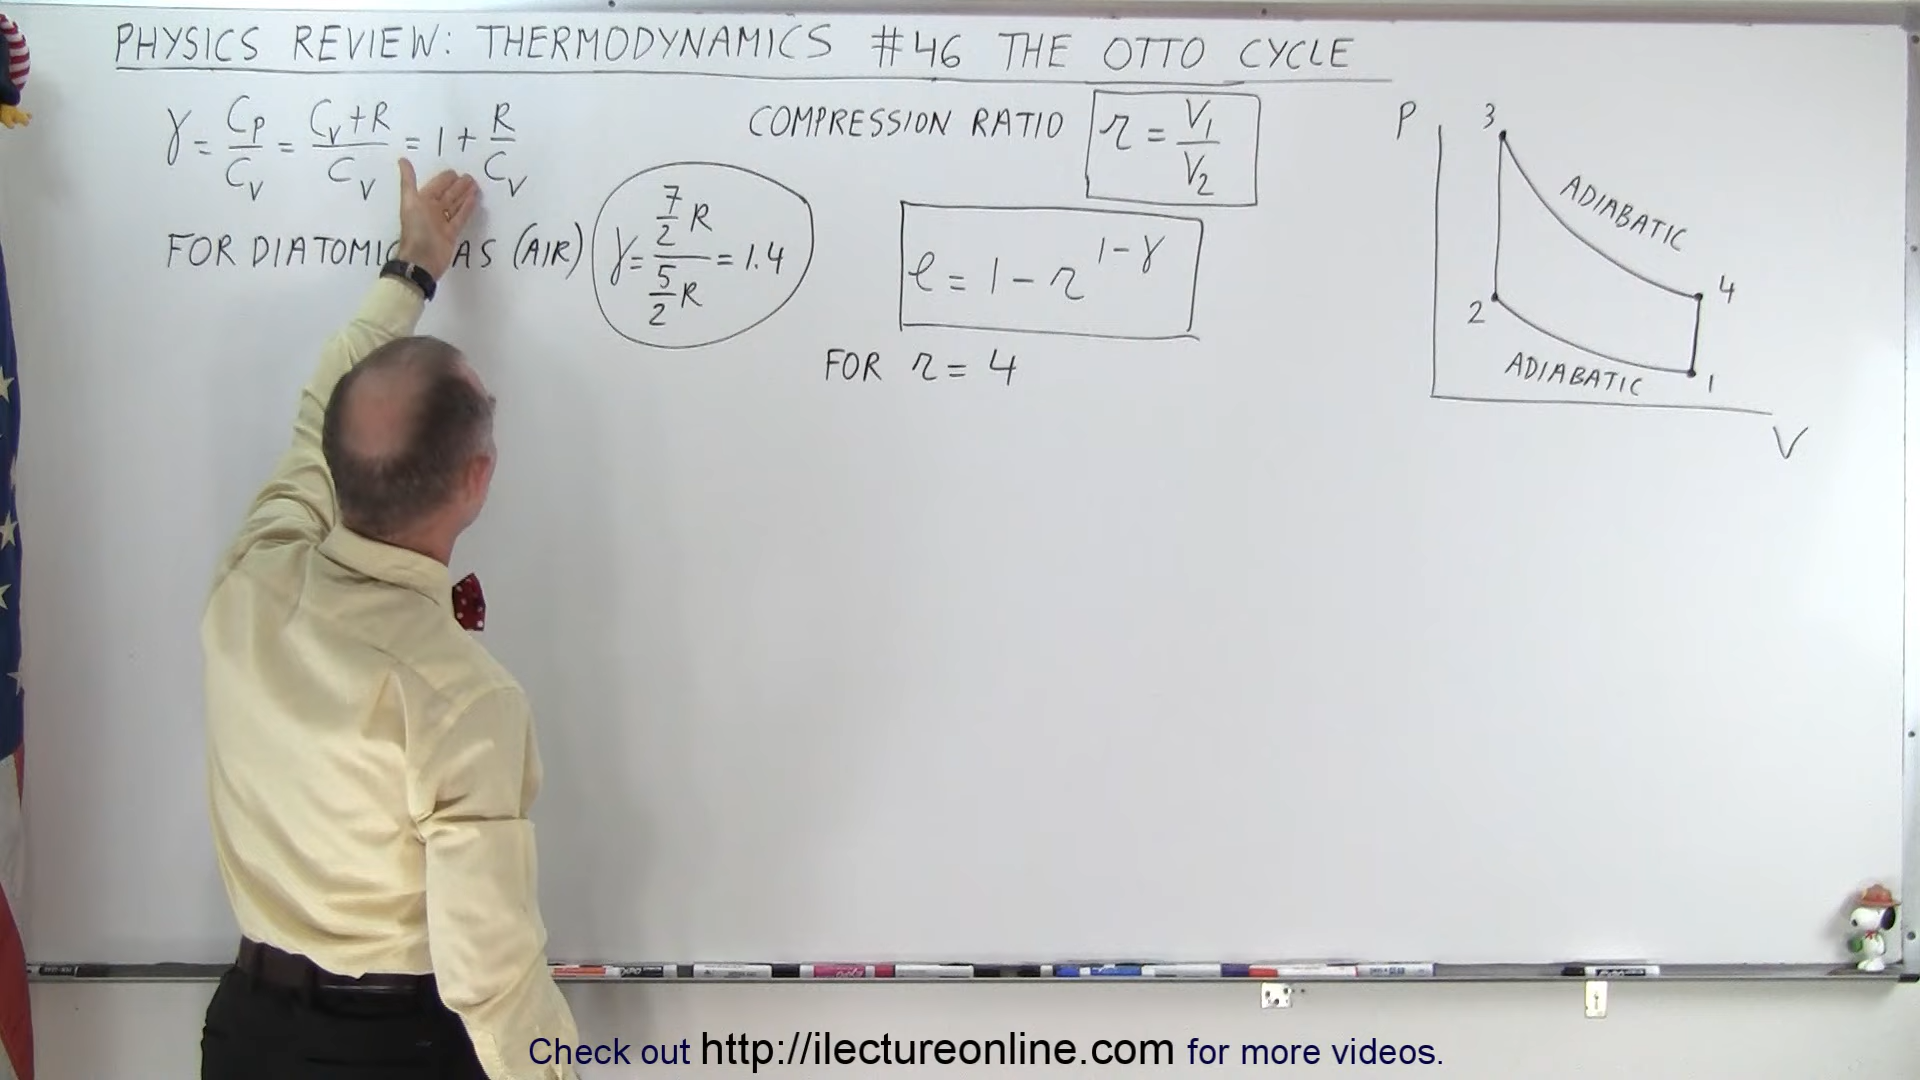 PHYSICS REVIEW: THERMODYNAMICS #46 THE OTTO CYCLE
γ = Cp/Cv = (Cv+R)/Cv = 1 + R/Cv
COMPRESSION RATIO r = V1/V2
FOR DIATOMIC AS (AIR) γ = (7/2 R)/(5/2 R) = 1.4
e = 1 - r^(1-γ)
FOR r = 4
P
3
ADIABATIC
4
2
ADIABATIC
1
V
Check out http://ilectureonline.com for more videos.